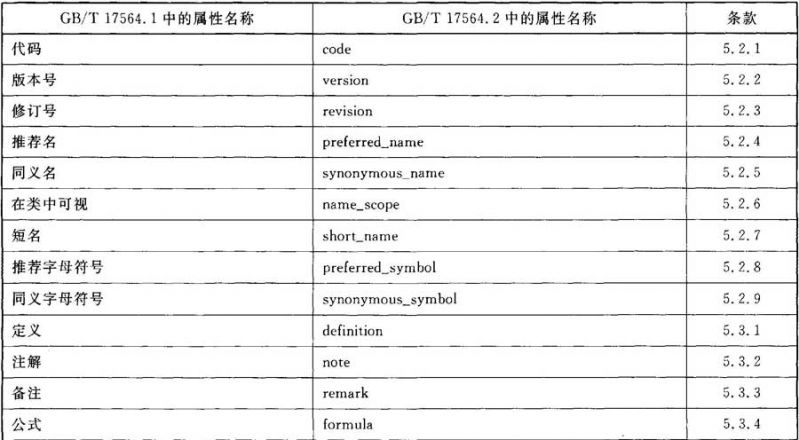 GB/T 17564.1 中的属性名称 GB/T 17564.2 中的属性名称 条款
代码 code 5.2.1
版本号 version 5.2.2
修订号 revision 5.2.3
推荐名 preferred_name 5.2.4
同义名 synonymous_name 5.2.5
在类中可视 name_scope 5.2.6
短名 short_name 5.2.7
推荐字母符号 preferred_symbol 5.2.8
同义字母符号 synonymous_symbol 5.2.9
定义 definition 5.3.1
注解 note 5.3.2
备注 remark 5.3.3
公式 formula 5.3.4